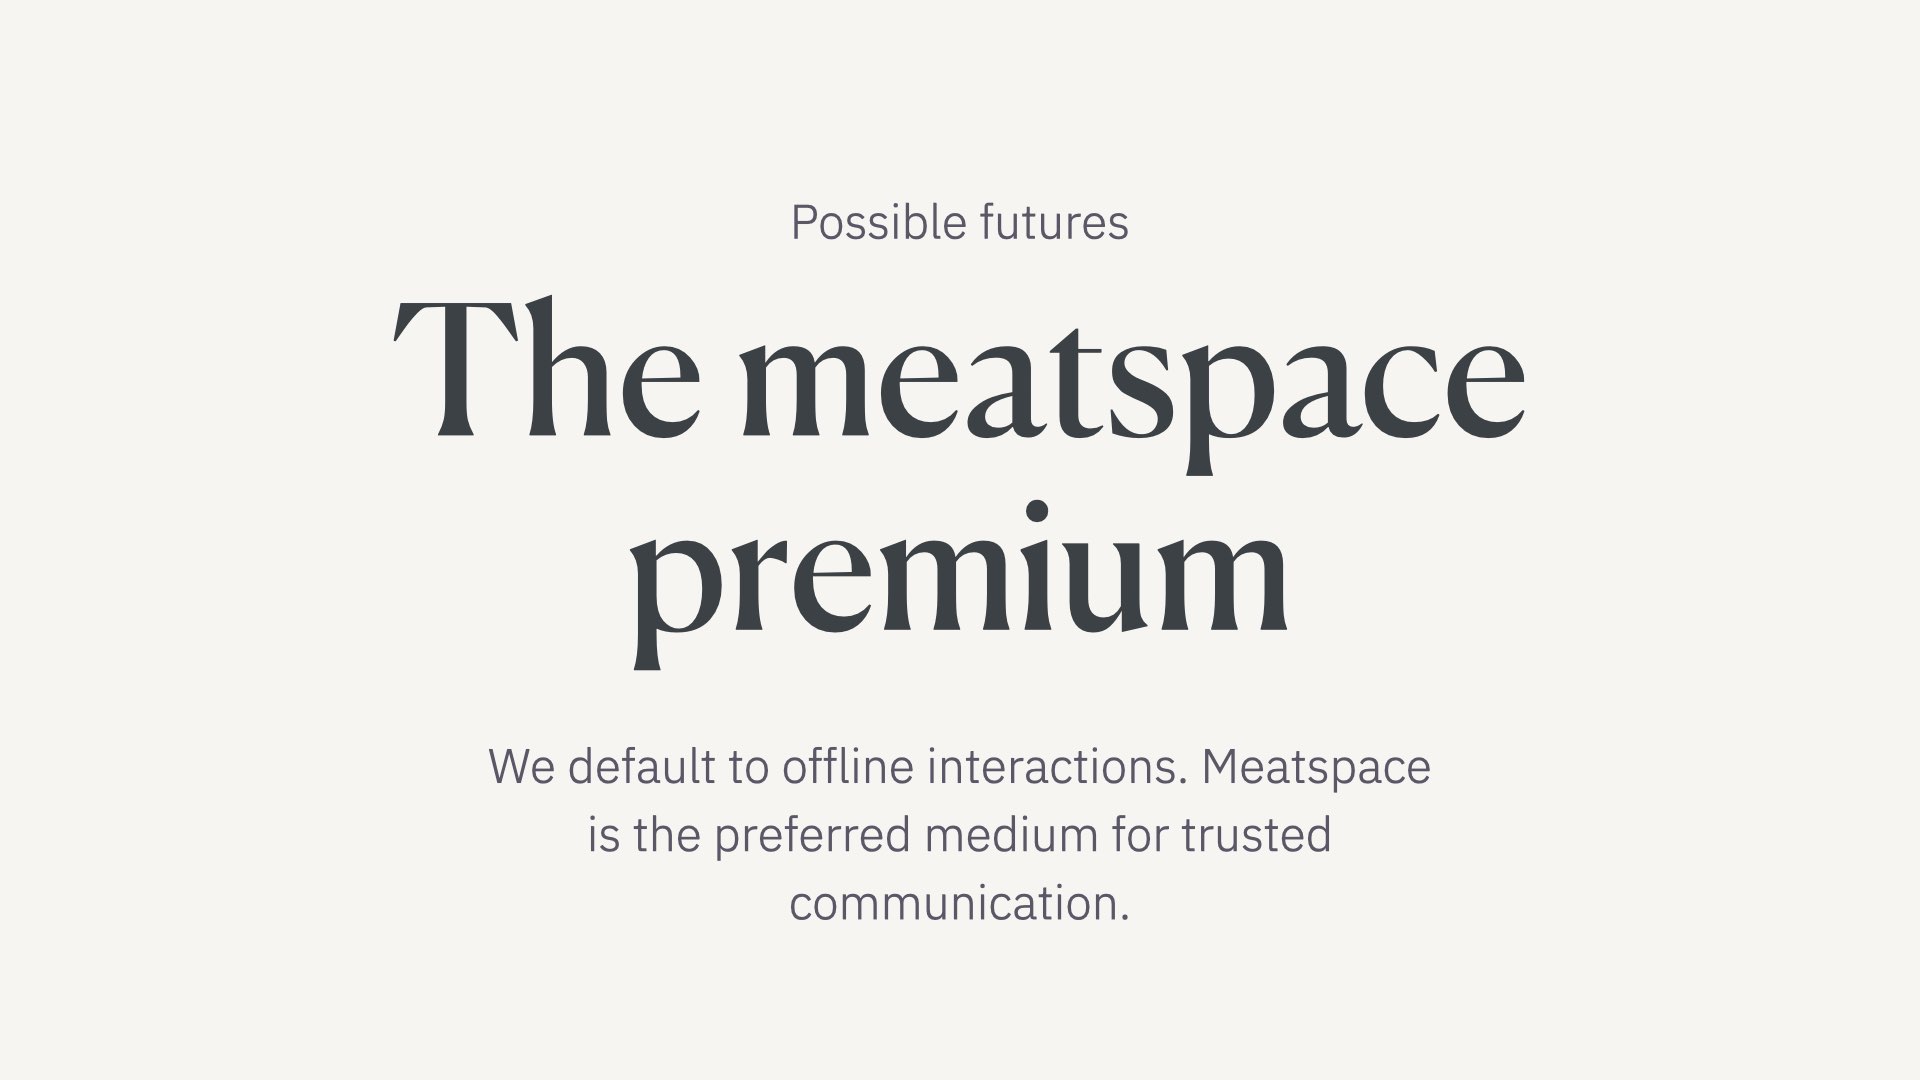 Possible futures
The meatspace
premium
We default to offline interactions. Meatspace
is the preferred medium for trusted
communication.